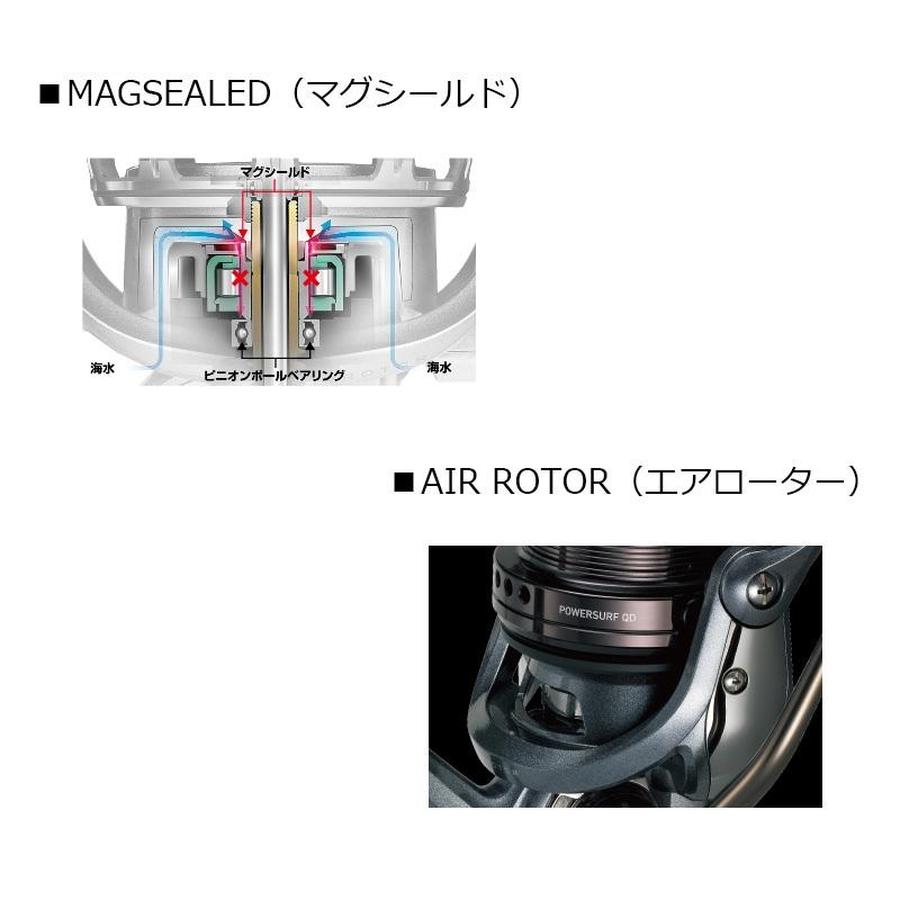 ■MAGSEALED（マグシールド）
マグシールド
海水
ピニオンボールベアリング
海水
■AIR ROTOR（エアローター）
POWERSURF QD